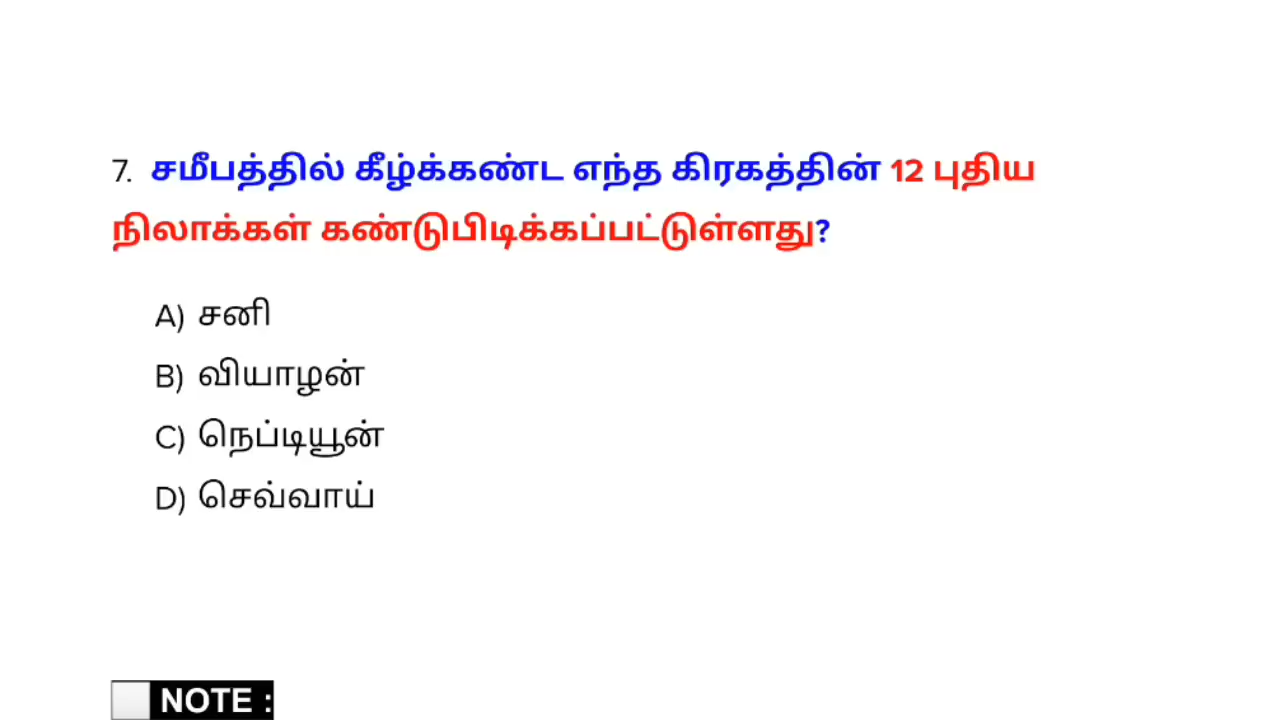 7. சமீபத்தில் கீழ்க்கண்ட எந்த கிரகத்தின் 12 புதிய
நிலாக்கள் கண்டுபிடிக்கப்பட்டுள்ளது?
A) சனி
B) வியாழன்
C) நெப்டியூன்
D) செவ்வாய்
NOTE :